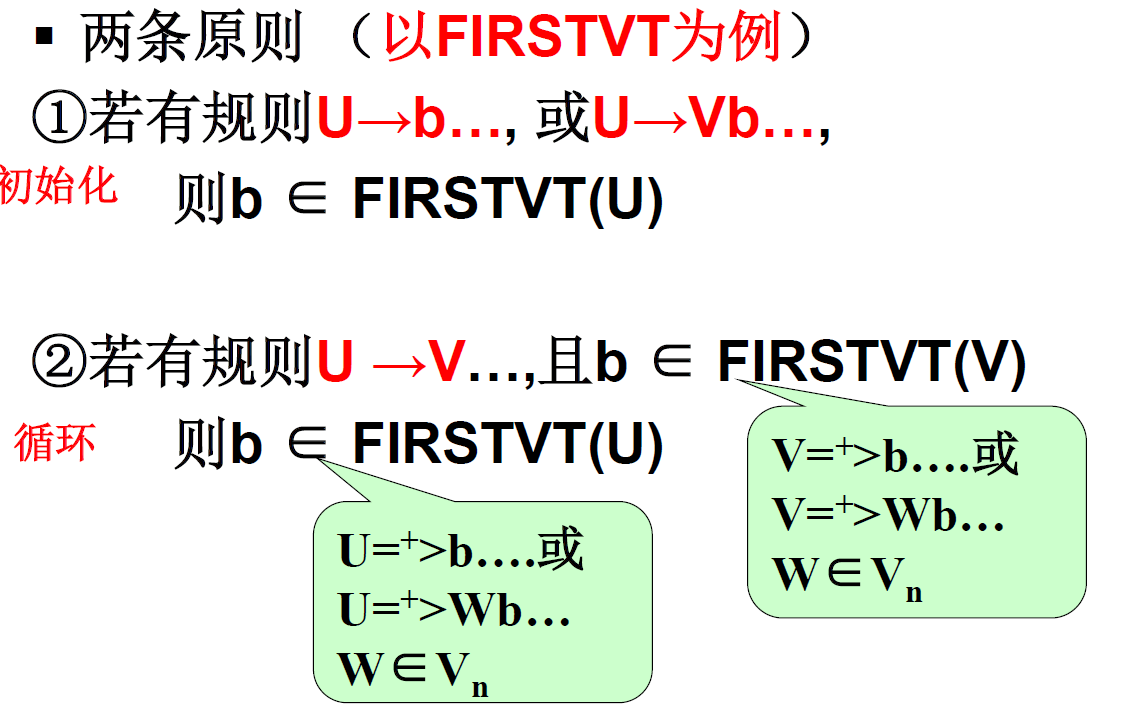 ▪ 两条原则 （以FIRSTVT为例）
①若有规则U→b…, 或U→Vb…,
初始化
则b ∈ FIRSTVT(U)
②若有规则U →V…,且b ∈ FIRSTVT(V)
循环
则b ∈ FIRSTVT(U)
V=+>b….或
V=+>Wb…
W∈Vn
U=+>b….或
U=+>Wb…
W∈Vn